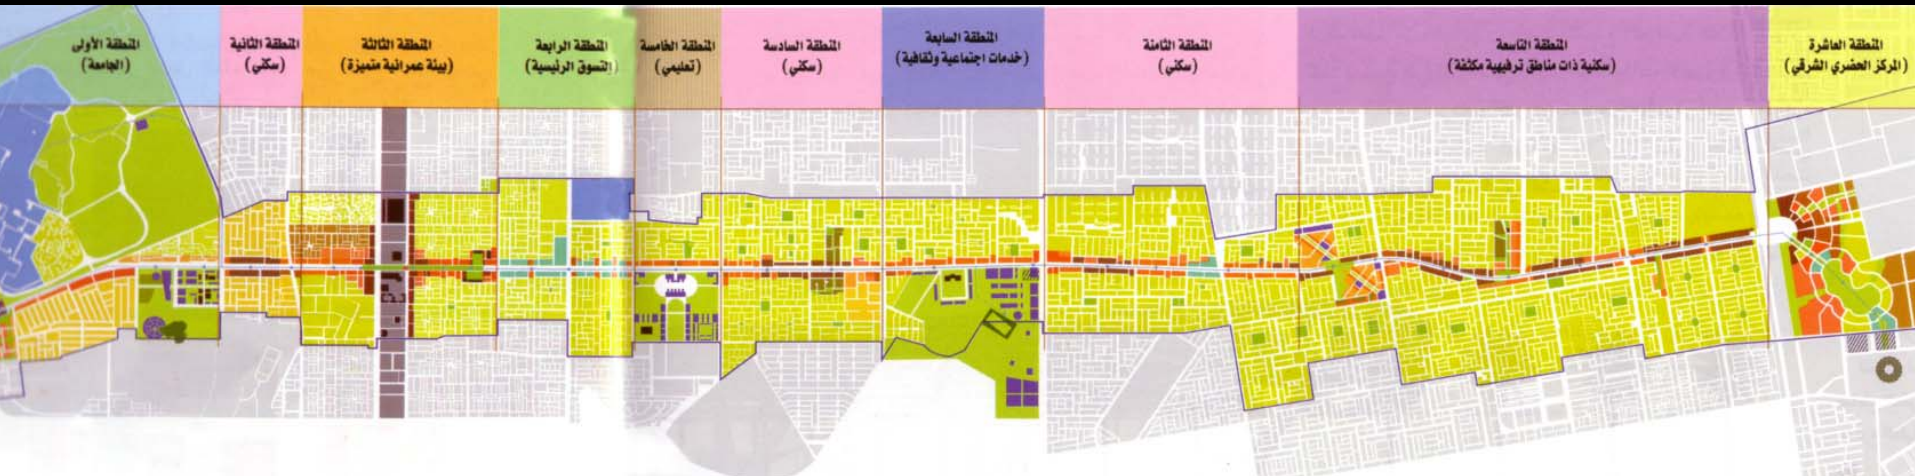 المنطقة الأولى
(الجامعة)
المنطقة الثانية
(سكني)
المنطقة الثالثة
(بيئة عمرانية متميزة)
المنطقة الرابعة
(التسوق الرئيسية)
المنطقة الخامسة
(تعليمي)
المنطقة السادسة
(سكني)
المنطقة السابعة
(خدمات اجتماعية وثقافية)
المنطقة الثامنة
(سكني)
المنطقة التاسعة
(سكنية ذات مناطق ترفيهية مكثفة)
المنطقة العاشرة
(المركز الحضري الشرقي)